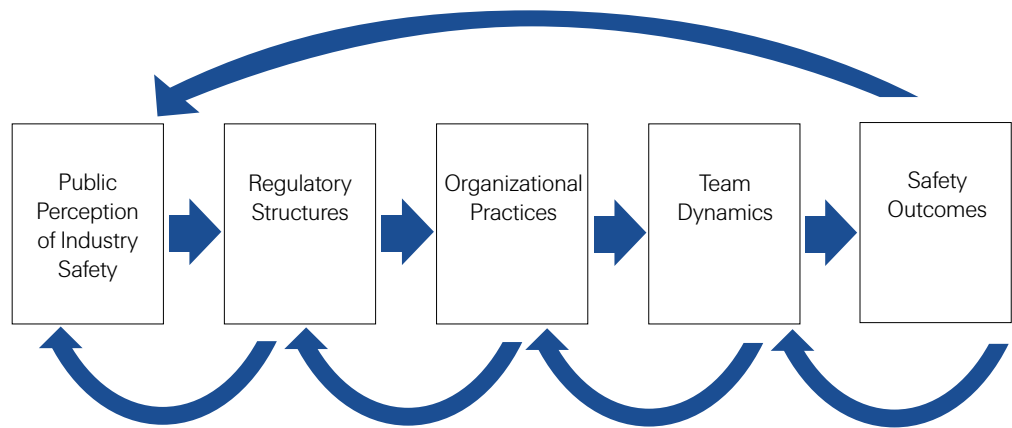 Public
Perception
of Industry
Safety
Regulatory
Structures
Organizational
Practices
Team
Dynamics
Safety
Outcomes